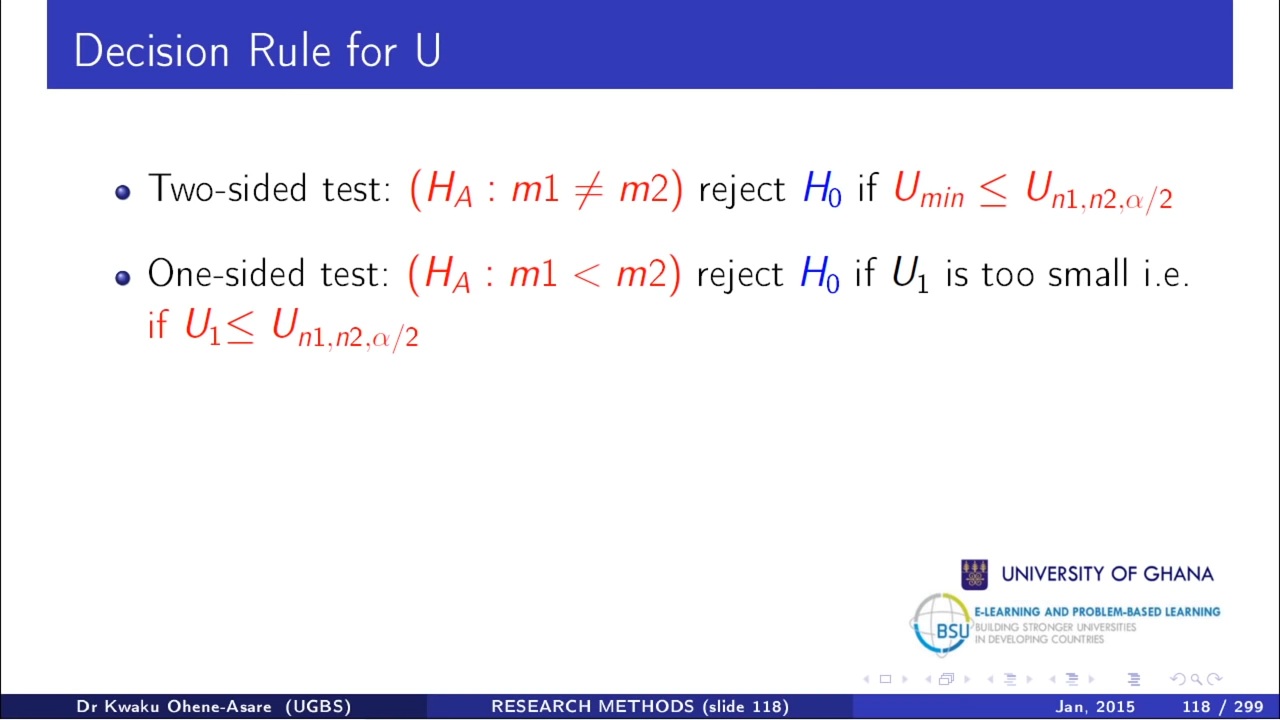 Decision Rule for U
Two-sided test: (H_A : m1 ≠ m2) reject H_0 if U_min ≤ U_n1,n2,α/2
One-sided test: (H_A : m1 < m2) reject H_0 if U_1 is too small i.e.
if U_1≤ U_n1,n2,α/2
UNIVERSITY OF GHANA
E-LEARNING AND PROBLEM-BASED LEARNING
BSU BUILDING STRONGER UNIVERSITIES
IN DEVELOPING COUNTRIES
Dr Kwaku Ohene-Asare (UGBS) RESEARCH METHODS (slide 118) Jan, 2015 118 / 299